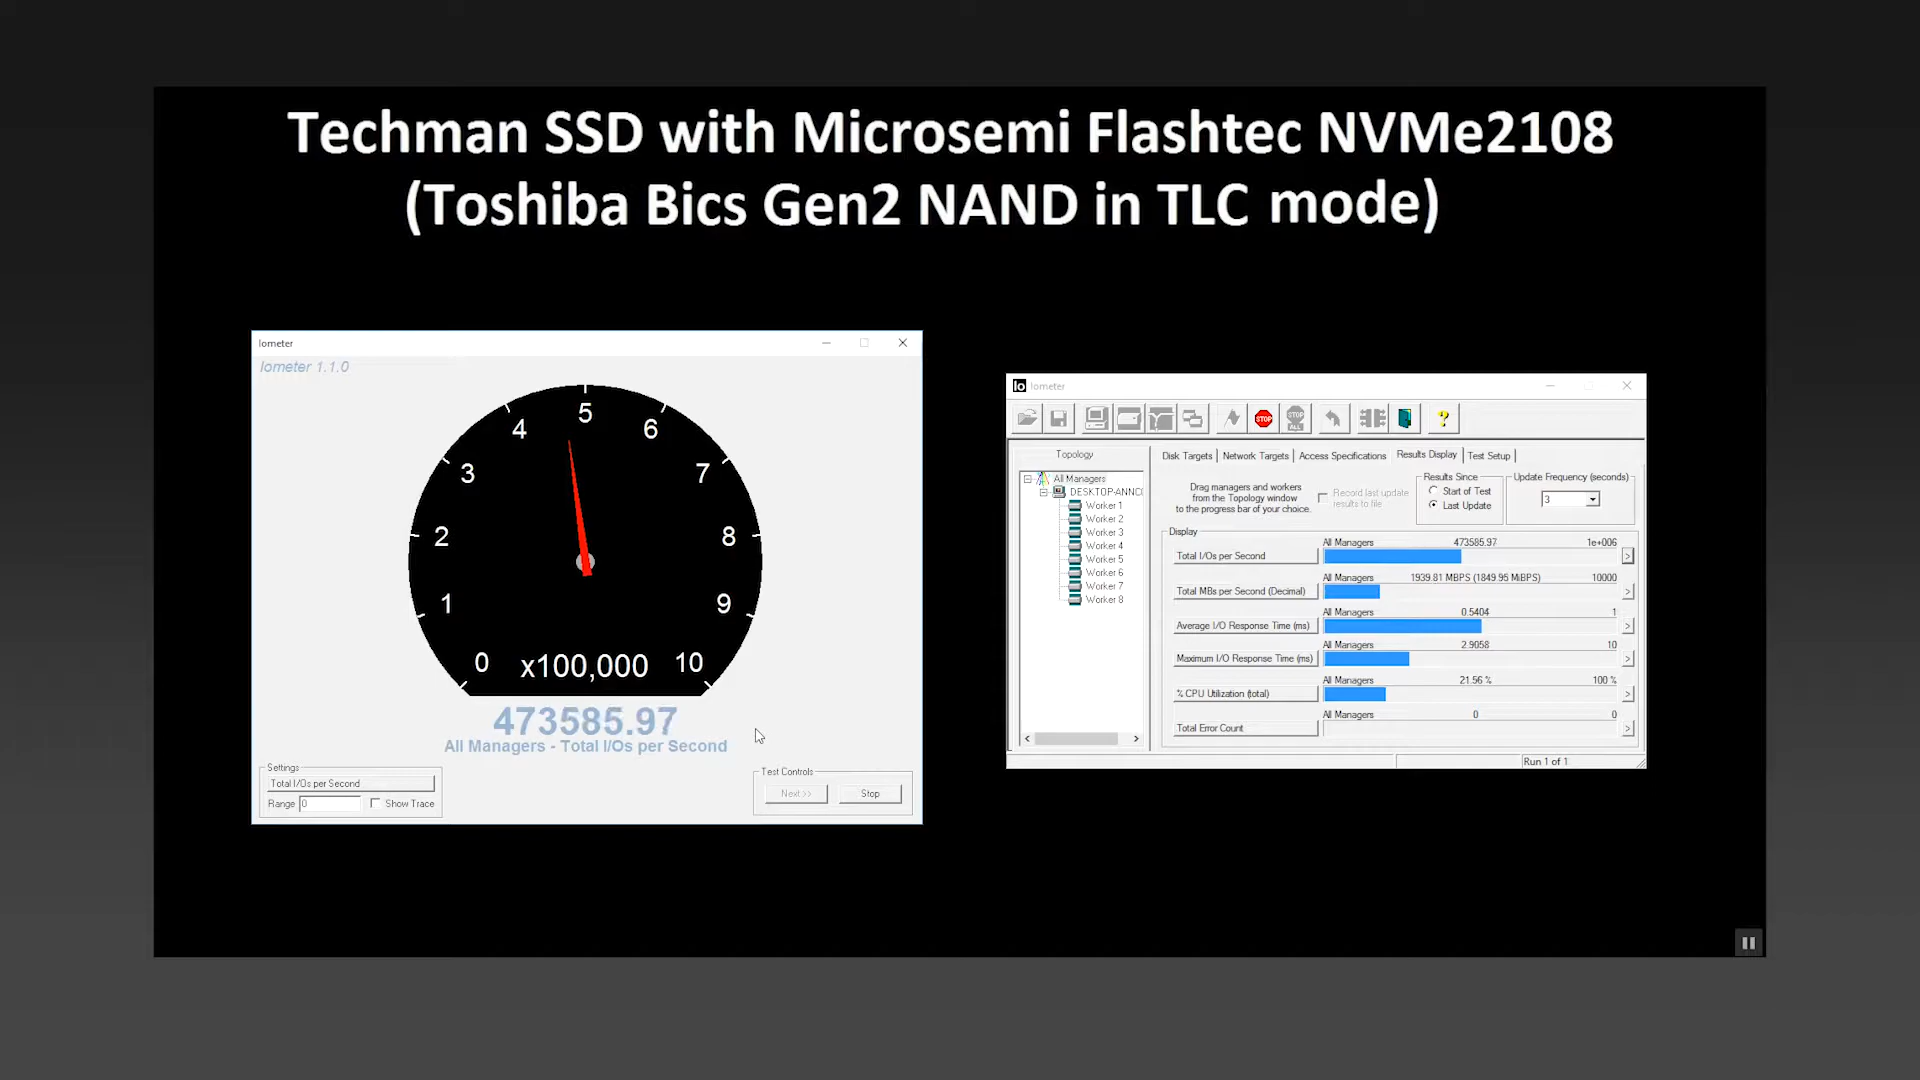 Techman SSD with Microsemi Flashtec NVMe2108
(Toshiba Bics Gen2 NAND in TLC mode)
Iometer
Iometer 1.1.0
0
1
2
3
4
5
6
7
8
9
10
x100,000
473585.97
All Managers - Total I/Os per Second
Settings
Total I/Os per Second
Range 0
Show Trace
Test Controls
Next >>
Stop
Io Iometer
STOP
STOP ALL
?
Topology
All Managers
DESKTOP-ANNC
Worker 1
Worker 2
Worker 3
Worker 4
Worker 5
Worker 6
Worker 7
Worker 8
Disk Targets Network Targets Access Specifications Results Display Test Setup
Drag managers and workers
from the Topology window
to the progress bar of your choice.
Record last update
results to file
Results Since
Start of Test
Last Update
Update Frequency (seconds)
3
Display
All Managers 473585.97 1e+006
Total I/Os per Second >
All Managers 1939.81 MBPS (1849.95 MiBPS) 10000
Total MBs per Second (Decimal) >
All Managers 0.5404 1
Average I/O Response Time (ms) >
All Managers 2.9058 10
Maximum I/O Response Time (ms) >
All Managers 21.56 % 100 %
% CPU Utilization (total) >
All Managers 0 0
Total Error Count >
Run 1 of 1